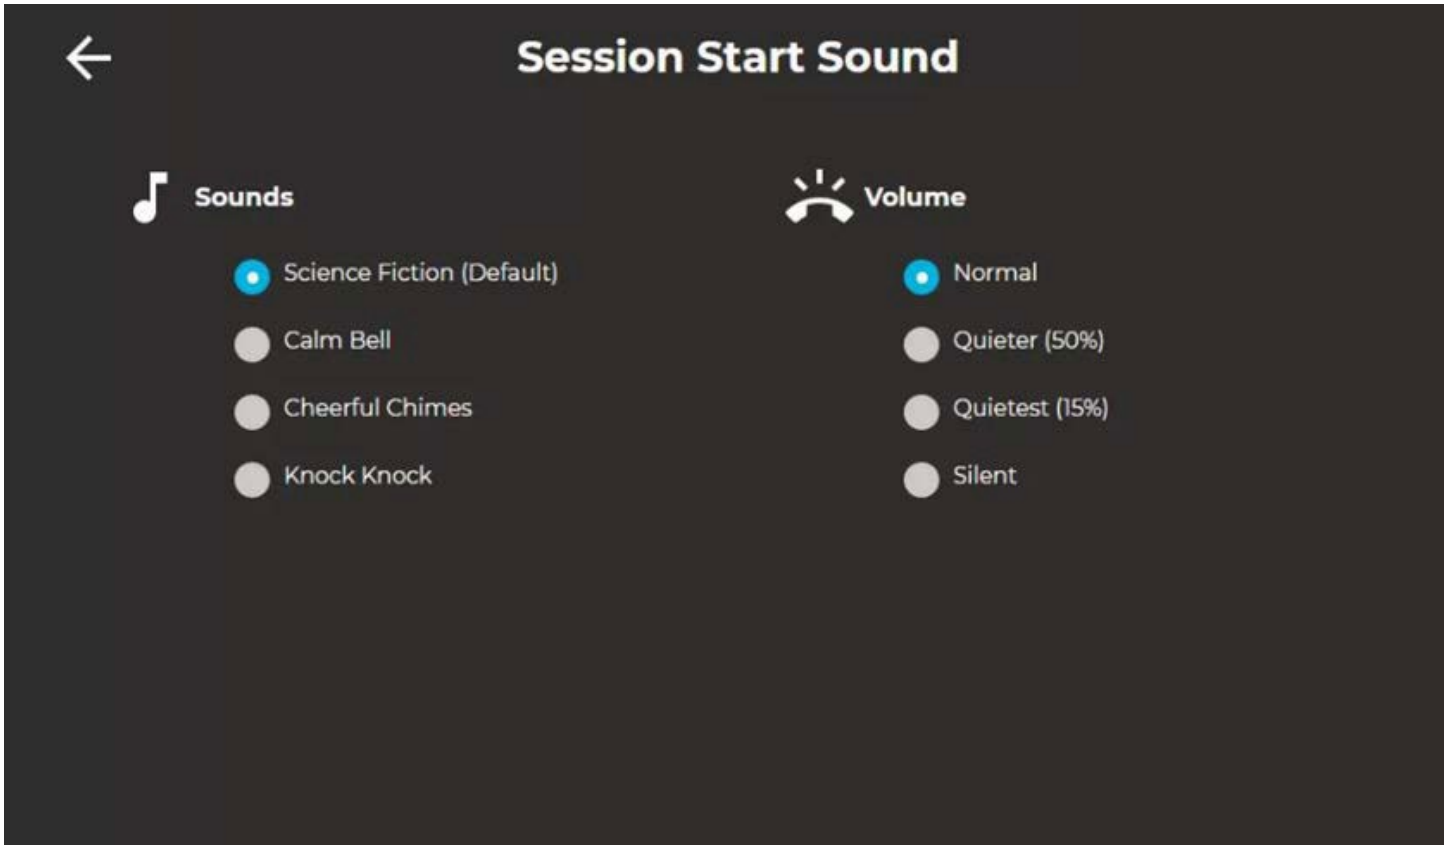 Session Start Sound
Sounds
Science Fiction (Default)
Calm Bell
Cheerful Chimes
Knock Knock
Volume
Normal
Quieter (50%)
Quietest (15%)
Silent